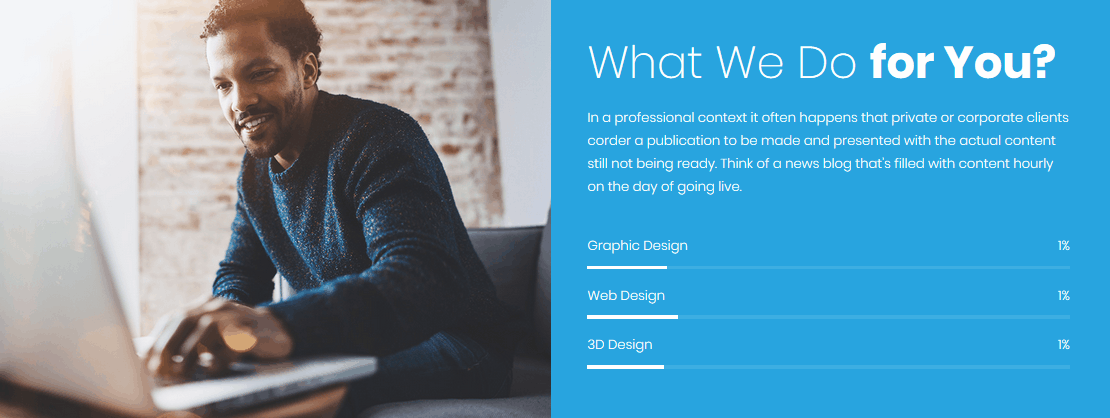 What We Do for You?
In a professional context it often happens that private or corporate clients
corder a publication to be made and presented with the actual content
still not being ready. Think of a news blog that's filled with content hourly
on the day of going live.
Graphic Design 1%
Web Design 1%
3D Design 1%